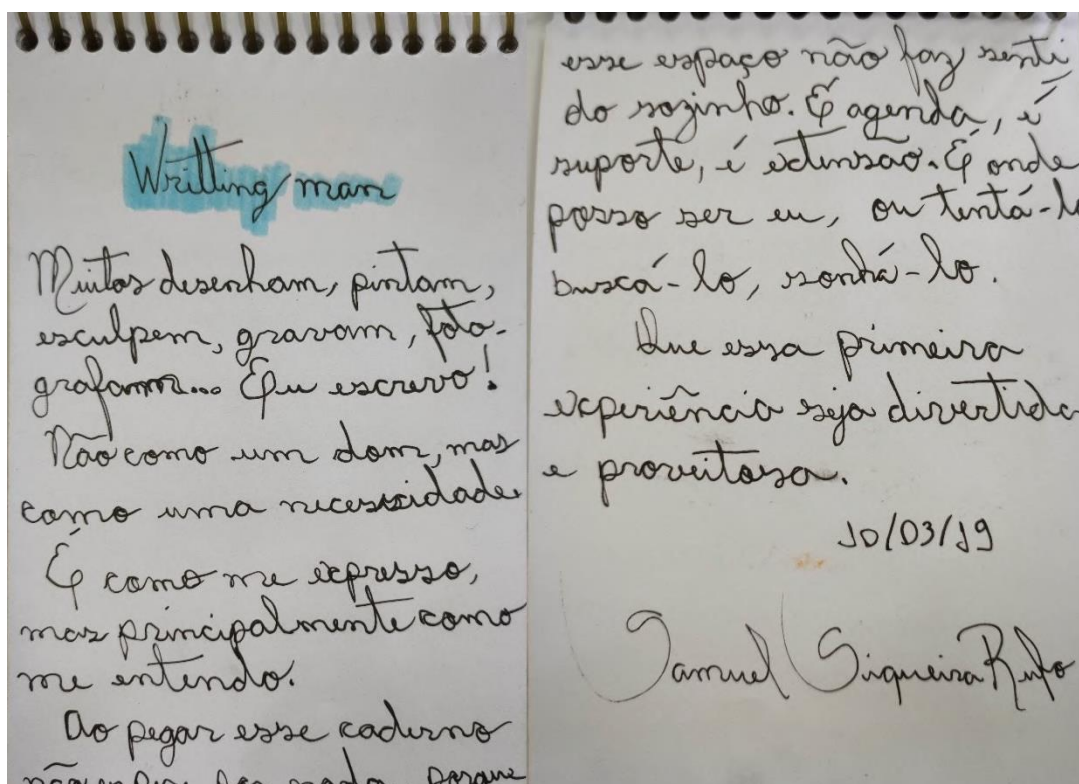 Writting man
Muitos desenham, pintam,
esculpem, gravam, foto-
grafamm... Eu escrevo!
Não como um dom, mas
como uma necessidade.
É como me expresso,
mas principalmente como
me entendo.
Ao pegar esse caderno
nada porque
esse espaço não faz senti
do sozinho. É agenda, é
suporte, é extensão. É onde
posso ser eu, ou tentá-lo
buscá-lo, sonhá-lo.
Que essa primeira
experiência seja divertida
e proveitosa.
10/03/19
Samuel Siqueira Rufo